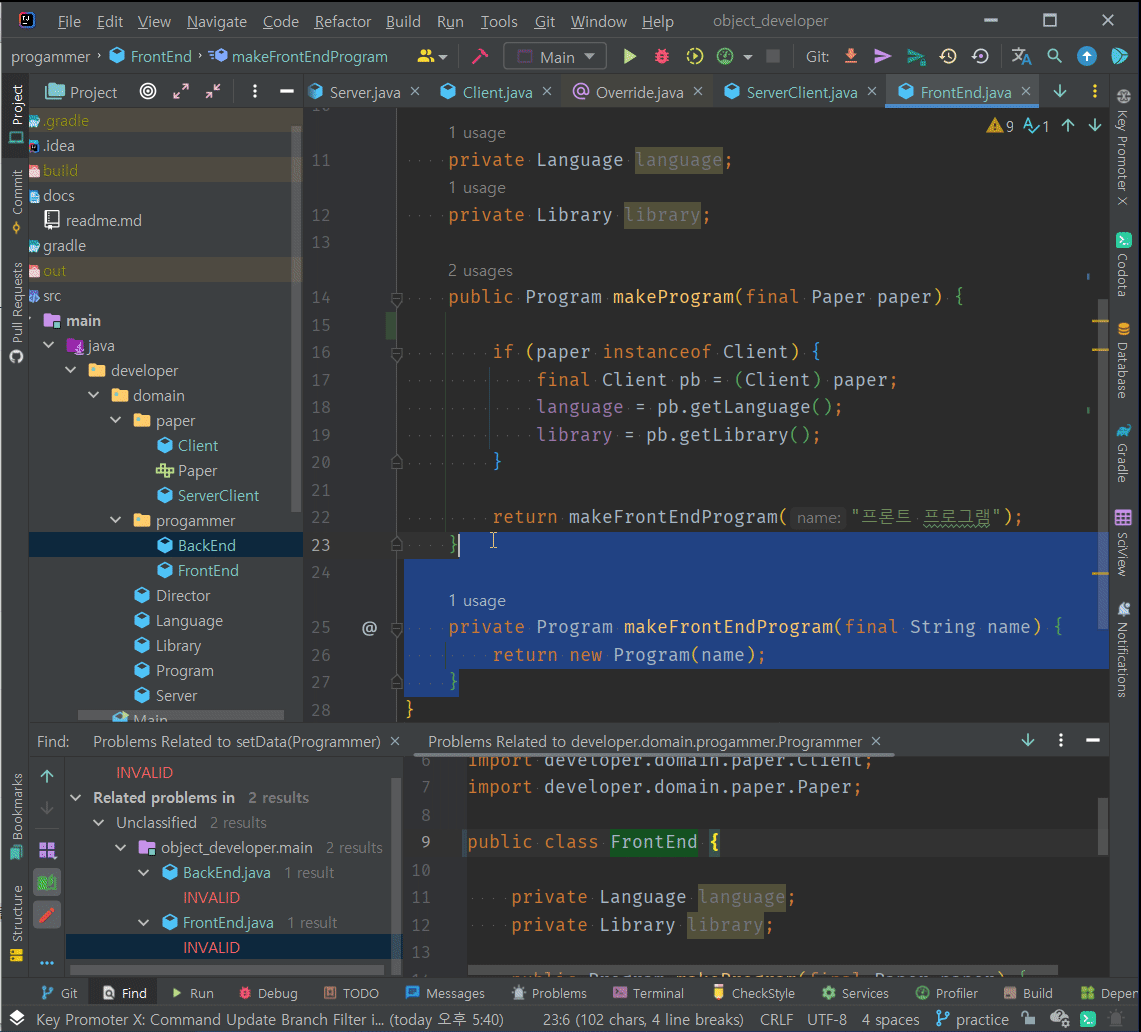 File Edit View Navigate Code Refactor Build Run Tools Git Window Help object_developer
progammer FrontEnd makeFrontEndProgram Main Git:
Project Server.java Client.java Override.java ServerClient.java FrontEnd.java
.gradle
.idea
build
docs
readme.md
gradle
out
src
main
java
developer
domain
paper
Client
Paper
ServerClient
progammer
BackEnd
FrontEnd
Director
Language
Library
Program
Server
Main
Project
Commit
Pull Requests
Bookmarks
Structure
9 1
1 usage
11 private Language language;
1 usage
12 private Library library;
13
2 usages
14 public Program makeProgram(final Paper paper) {
15
16 if (paper instanceof Client) {
17 final Client pb = (Client) paper;
18 language = pb.getLanguage();
19 library = pb.getLibrary();
20 }
21
22 return makeFrontEndProgram( name: "프론트 프로그램");
23 }
24
1 usage
25 @ private Program makeFrontEndProgram(final String name) {
26 return new Program(name);
27 }
28 }
Key Promoter X
Codota
Database
Gradle
SciView
Notifications
Find: Problems Related to setData(Programmer) Problems Related to developer.domain.progammer.Programmer
INVALID
Related problems in 2 results
Unclassified 2 results
object_developer.main 2 results
BackEnd.java 1 result
INVALID
FrontEnd.java 1 result
INVALID
6 import developer.domain.paper.Client;
7 import developer.domain.paper.Paper;
8
9 public class FrontEnd {
10
11 private Language language;
12 private Library library;
13
14 public Program makeProgram(final Paper paper) {
Git Find Run Debug TODO Messages Problems Terminal CheckStyle Services Profiler Build Depen
Key Promoter X: Command Update Branch Filter i... (today 오후 5:40) 23:6 (102 chars, 4 line breaks) CRLF UTF-8 4 spaces practice